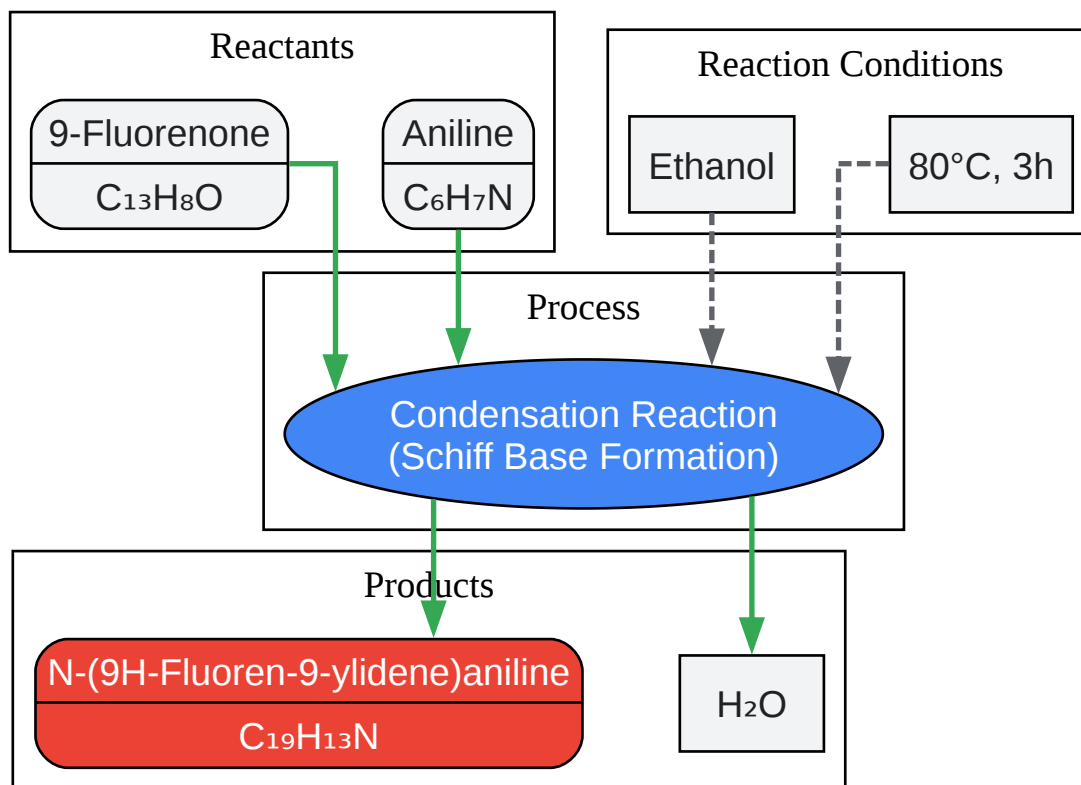 Reactants
9-Fluorenone
C₁₃H₈O
Aniline
C₆H₇N
Reaction Conditions
Ethanol
80°C, 3h
Process
Condensation Reaction
(Schiff Base Formation)
Products
N-(9H-Fluoren-9-ylidene)aniline
C₁₉H₁₃N
H₂O